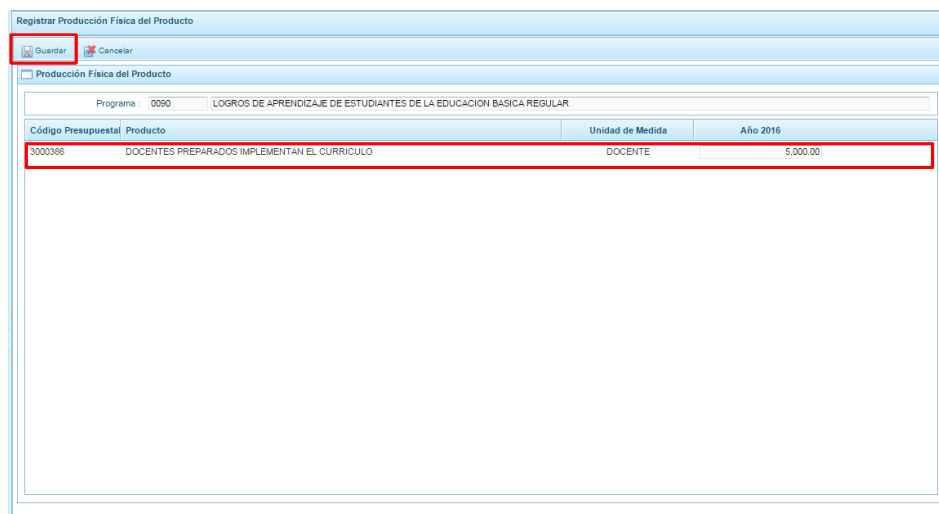 Registrar Producción Física del Producto
Guardar Cancelar
Producción Física del Producto
Programa : 0090 LOGROS DE APRENDIZAJE DE ESTUDIANTES DE LA EDUCACION BASICA REGULAR
Código Presupuestal Producto Unidad de Medida Año 2016
3000386 DOCENTES PREPARADOS IMPLEMENTAN EL CURRICULO DOCENTE 5,000.00